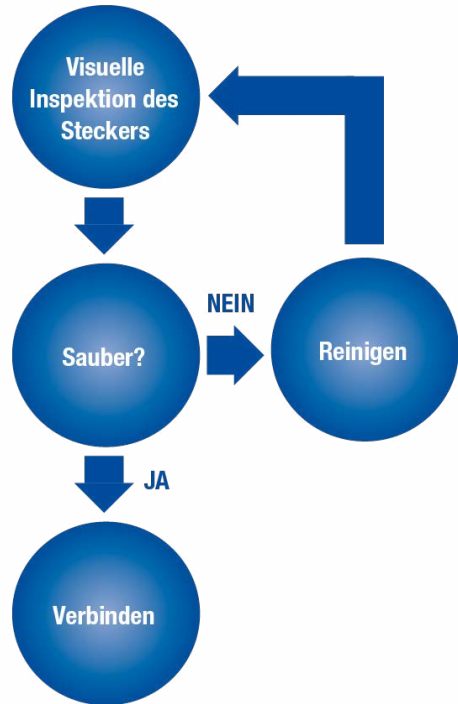 Visuelle
Inspektion des
Steckers
Sauber?
NEIN
Reinigen
JA
Verbinden